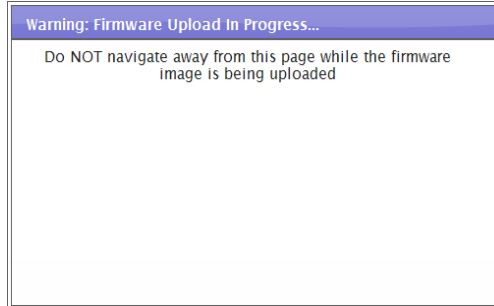 Warning: Firmware Upload In Progress...
Do NOT navigate away from this page while the firmware
image is being uploaded